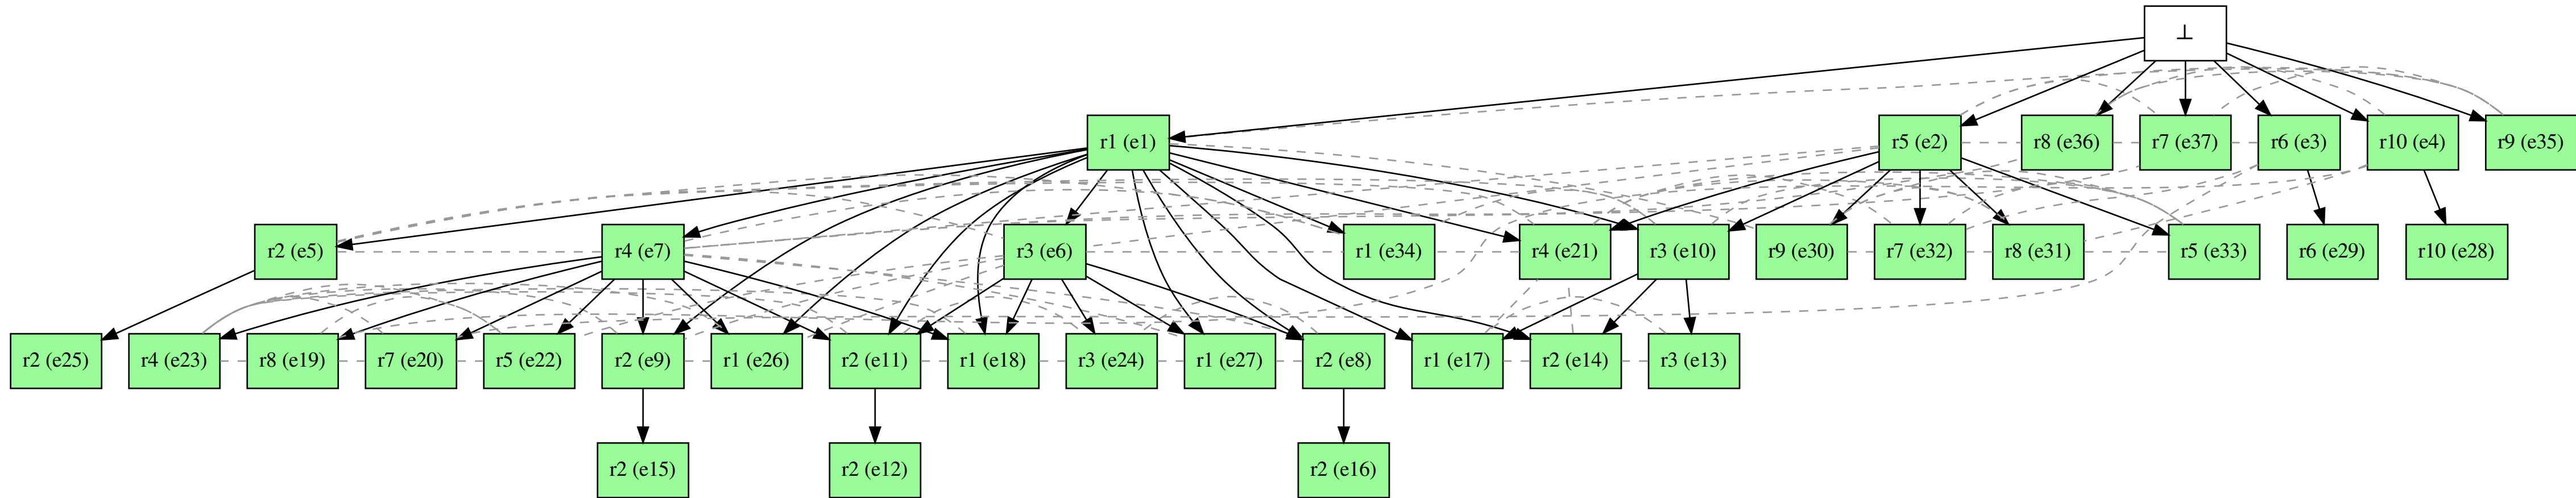 ⊥
r1 (e1)
r5 (e2)
r8 (e36)
r7 (e37)
r6 (e3)
r10 (e4)
r9 (e35)
r2 (e5)
r4 (e7)
r3 (e6)
r1 (e34)
r4 (e21)
r3 (e10)
r9 (e30)
r7 (e32)
r8 (e31)
r5 (e33)
r6 (e29)
r10 (e28)
r2 (e25)
r4 (e23)
r8 (e19)
r7 (e20)
r5 (e22)
r2 (e9)
r1 (e26)
r2 (e11)
r1 (e18)
r3 (e24)
r1 (e27)
r2 (e8)
r1 (e17)
r2 (e14)
r3 (e13)
r2 (e15)
r2 (e12)
r2 (e16)